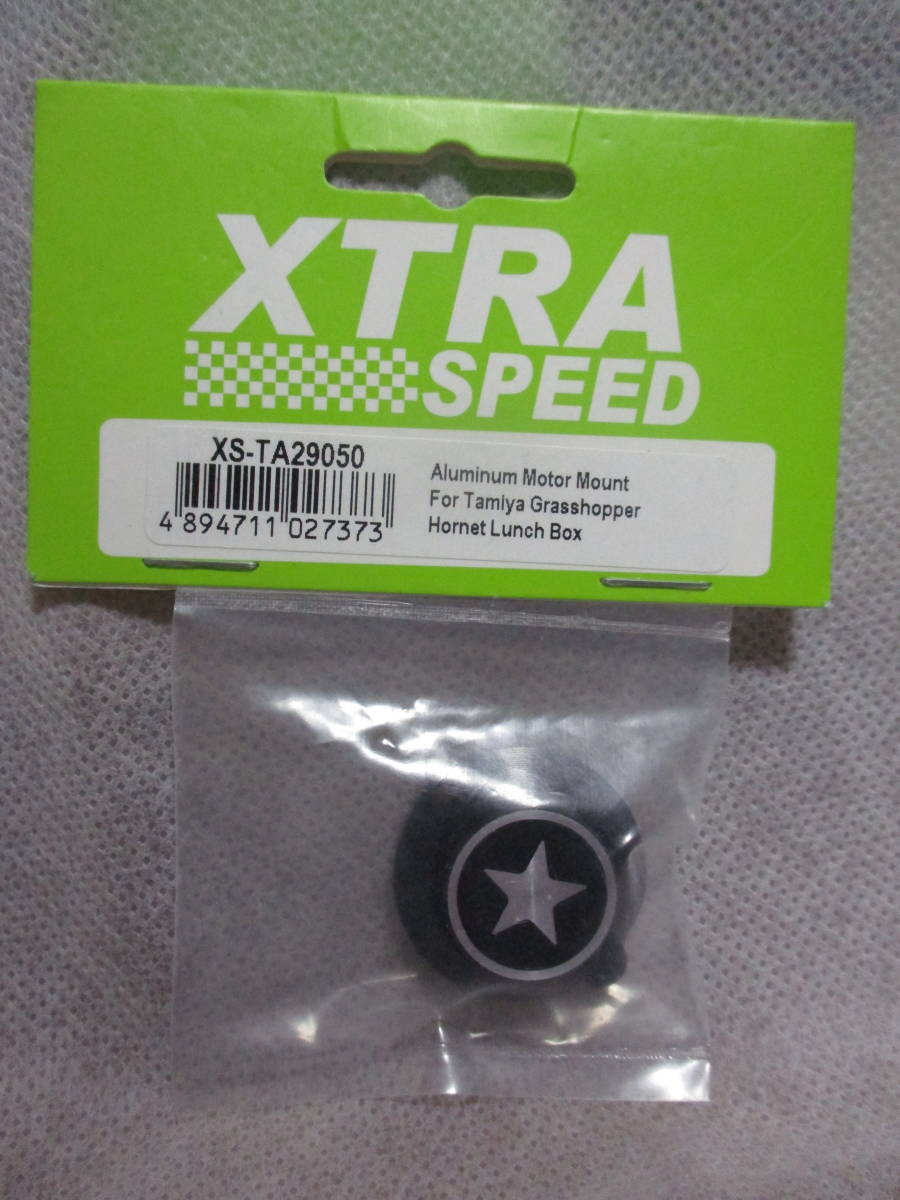 XTRA
SPEED
XS-TA29050
4 894711 027373
Aluminum Motor Mount
For Tamiya Grasshopper
Hornet Lunch Box